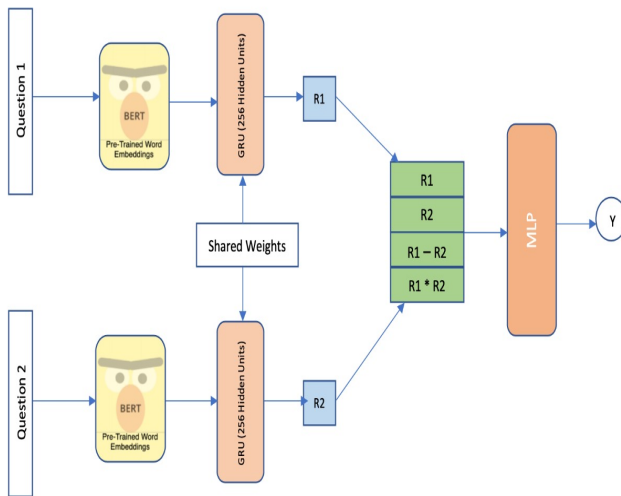 Question 1
BERT
Pre-Trained Word
Embeddings
GRU (256 Hidden Units)
R1
Shared Weights
R1
R2
R1 – R2
R1 * R2
MLP
Y
Question 2
BERT
Pre-Trained Word
Embeddings
GRU (256 Hidden Units)
R2